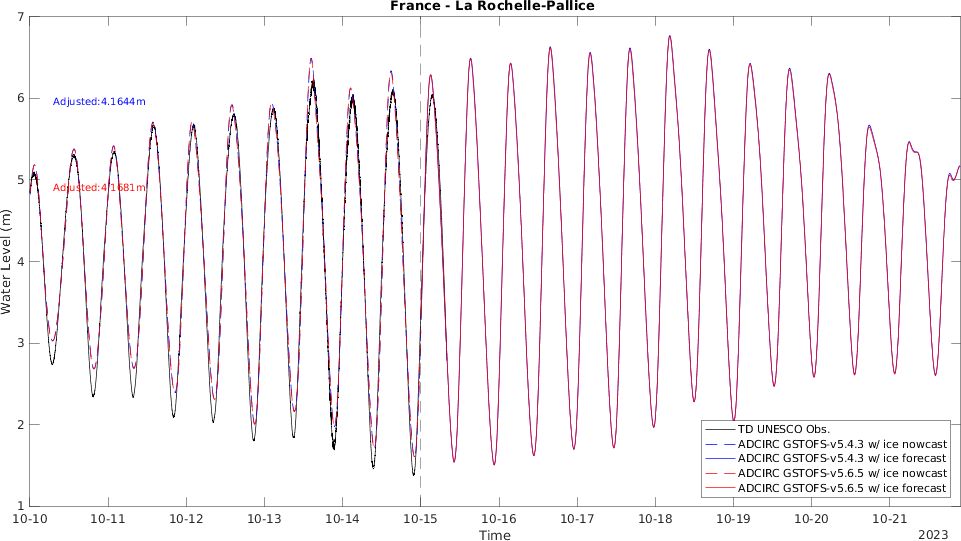 France - La Rochelle-Pallice
7
6
5
4
3
2
1
Water Level (m)
Adjusted:4.1644m
Adjusted:4.1681m
TD UNESCO Obs.
ADCIRC GSTOFS-v5.4.3 w/ ice nowcast
ADCIRC GSTOFS-v5.4.3 w/ ice forecast
ADCIRC GSTOFS-v5.6.5 w/ ice nowcast
ADCIRC GSTOFS-v5.6.5 w/ ice forecast
10-10 10-11 10-12 10-13 10-14 10-15 10-16 10-17 10-18 10-19 10-20 10-21
Time
2023